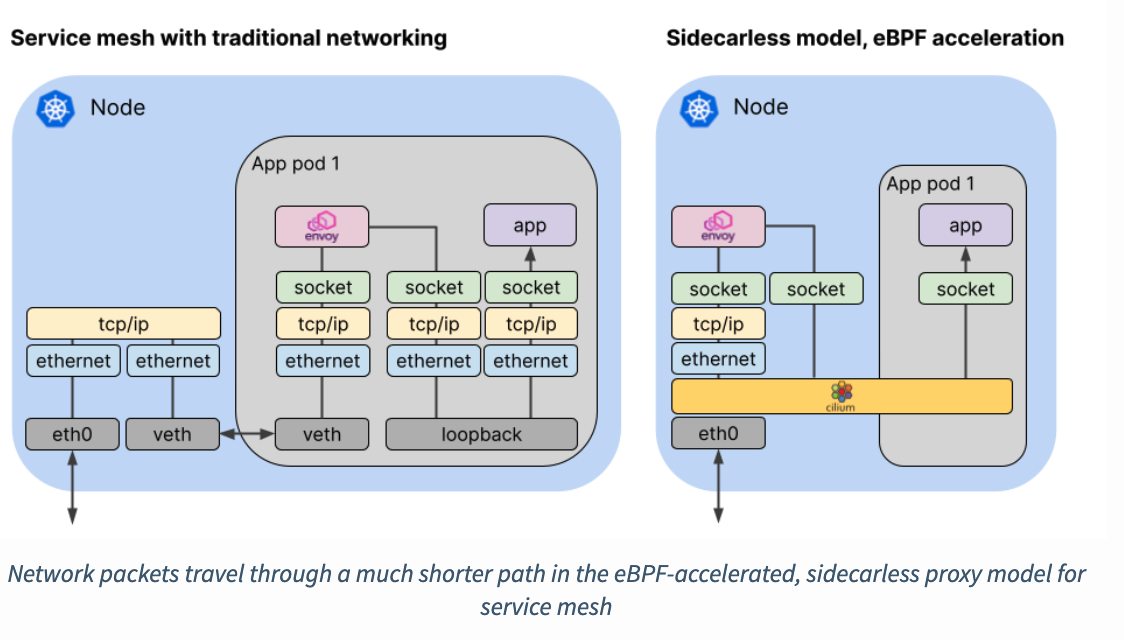 Service mesh with traditional networking
Node
App pod 1
envoy
app
socket
socket
socket
tcp/ip
tcp/ip
tcp/ip
tcp/ip
ethernet
ethernet
ethernet
ethernet
ethernet
eth0
veth
veth
loopback
Sidecarless model, eBPF acceleration
Node
App pod 1
envoy
app
socket
socket
socket
tcp/ip
ethernet
cilium
eth0
Network packets travel through a much shorter path in the eBPF-accelerated, sidecarless proxy model for
service mesh